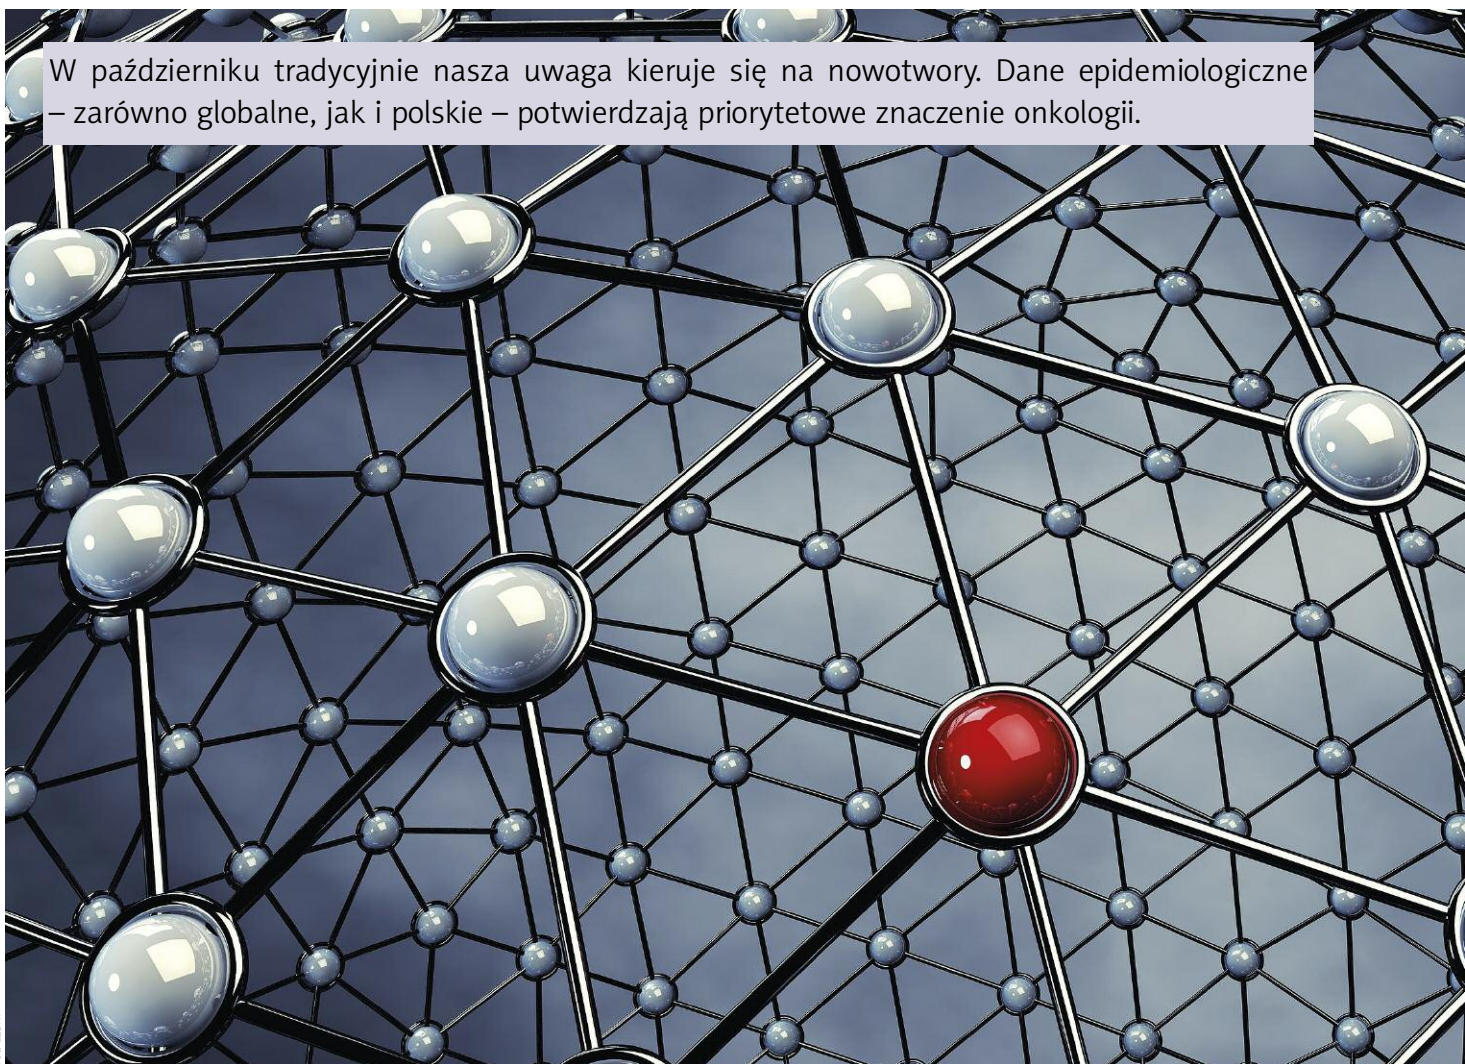 W październiku tradycyjnie nasza uwaga kieruje się na nowotwory. Dane epidemiologiczne
– zarówno globalne, jak i polskie – potwierdzają priorytetowe znaczenie onkologii.